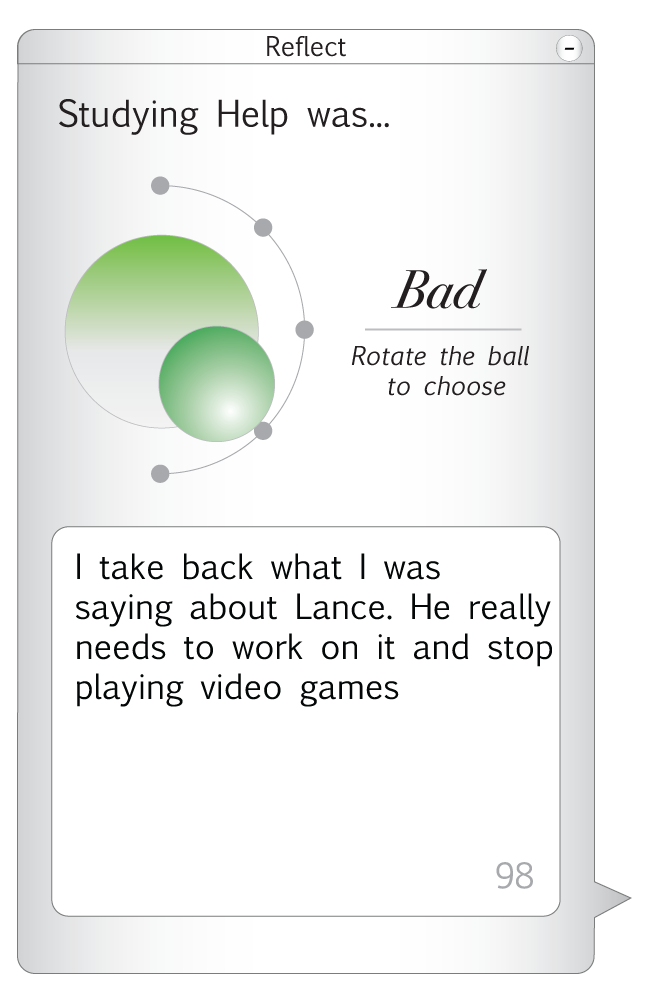 Reflect
-
Studying Help was...
Bad
Rotate the ball
to choose
I take back what I was
saying about Lance. He really
needs to work on it and stop
playing video games
98